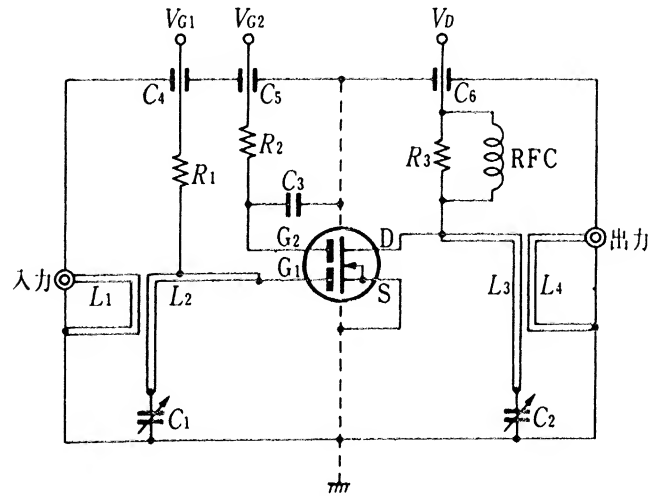 VG1 VG2 VD
C4 C5 C6
R1 R2 R3 RFC
C3
G2 D
G1 S
入力 出力
L1 L2 L3 L4
C1 C2